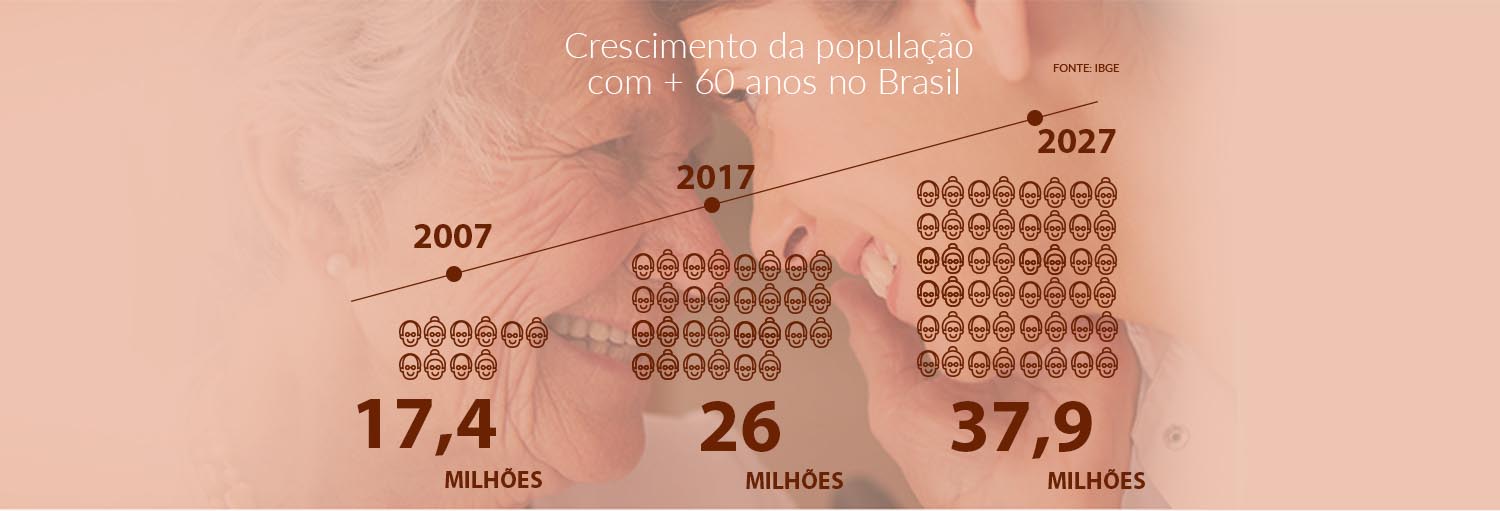 Crescimento da população
com + 60 anos no Brasil
FONTE: IBGE
2007
17,4
MILHÕES
2017
26
MILHÕES
2027
37,9
MILHÕES